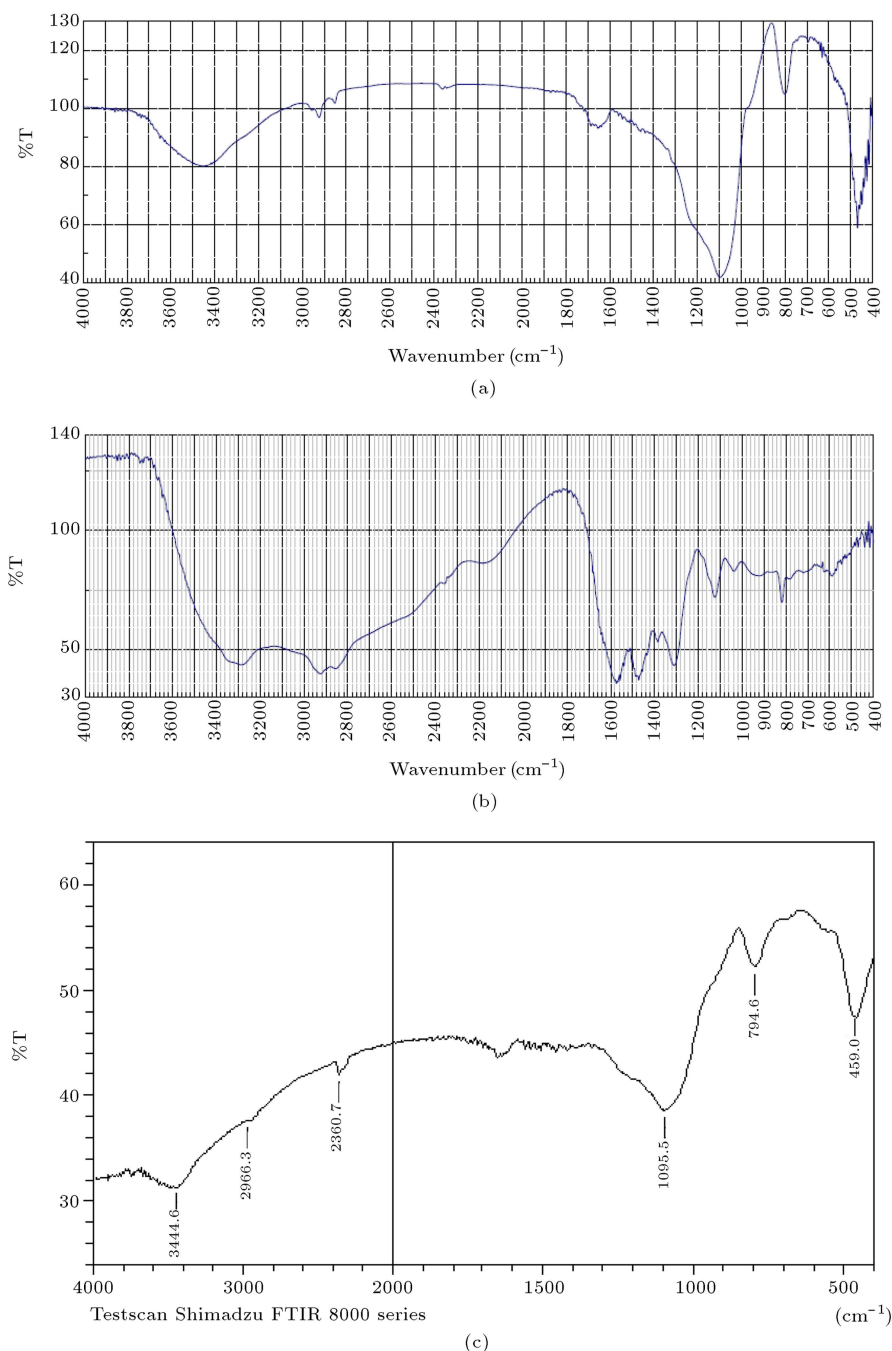 130
120
100
80
60
40
%T
4000 3800 3600 3400 3200 3000 2800 2600 2400 2200 2000 1800 1600 1400 1200 1000 900 800 700 600 500 400
Wavenumber (cm⁻¹)
(a)
140
100
50
30
%T
4000 3800 3600 3400 3200 3000 2800 2600 2400 2200 2000 1800 1600 1400 1200 1000 900 800 700 600 500 400
Wavenumber (cm⁻¹)
(b)
60
50
40
30
%T
3444.6
2966.3
2360.7
1095.5
794.6
459.0
4000 3000 2000 1500 1000 500
Testscan Shimadzu FTIR 8000 series (cm⁻¹)
(c)